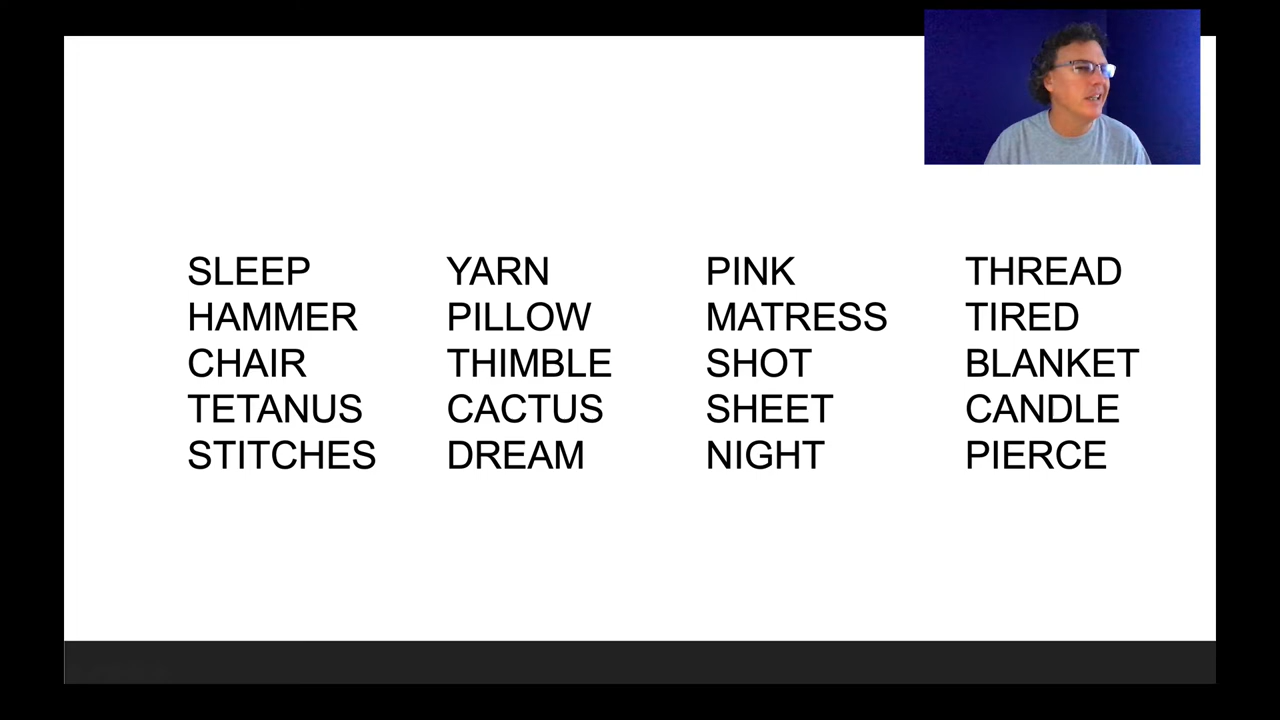 SLEEP YARN PINK THREAD
HAMMER PILLOW MATRESS TIRED
CHAIR THIMBLE SHOT BLANKET
TETANUS CACTUS SHEET CANDLE
STITCHES DREAM NIGHT PIERCE